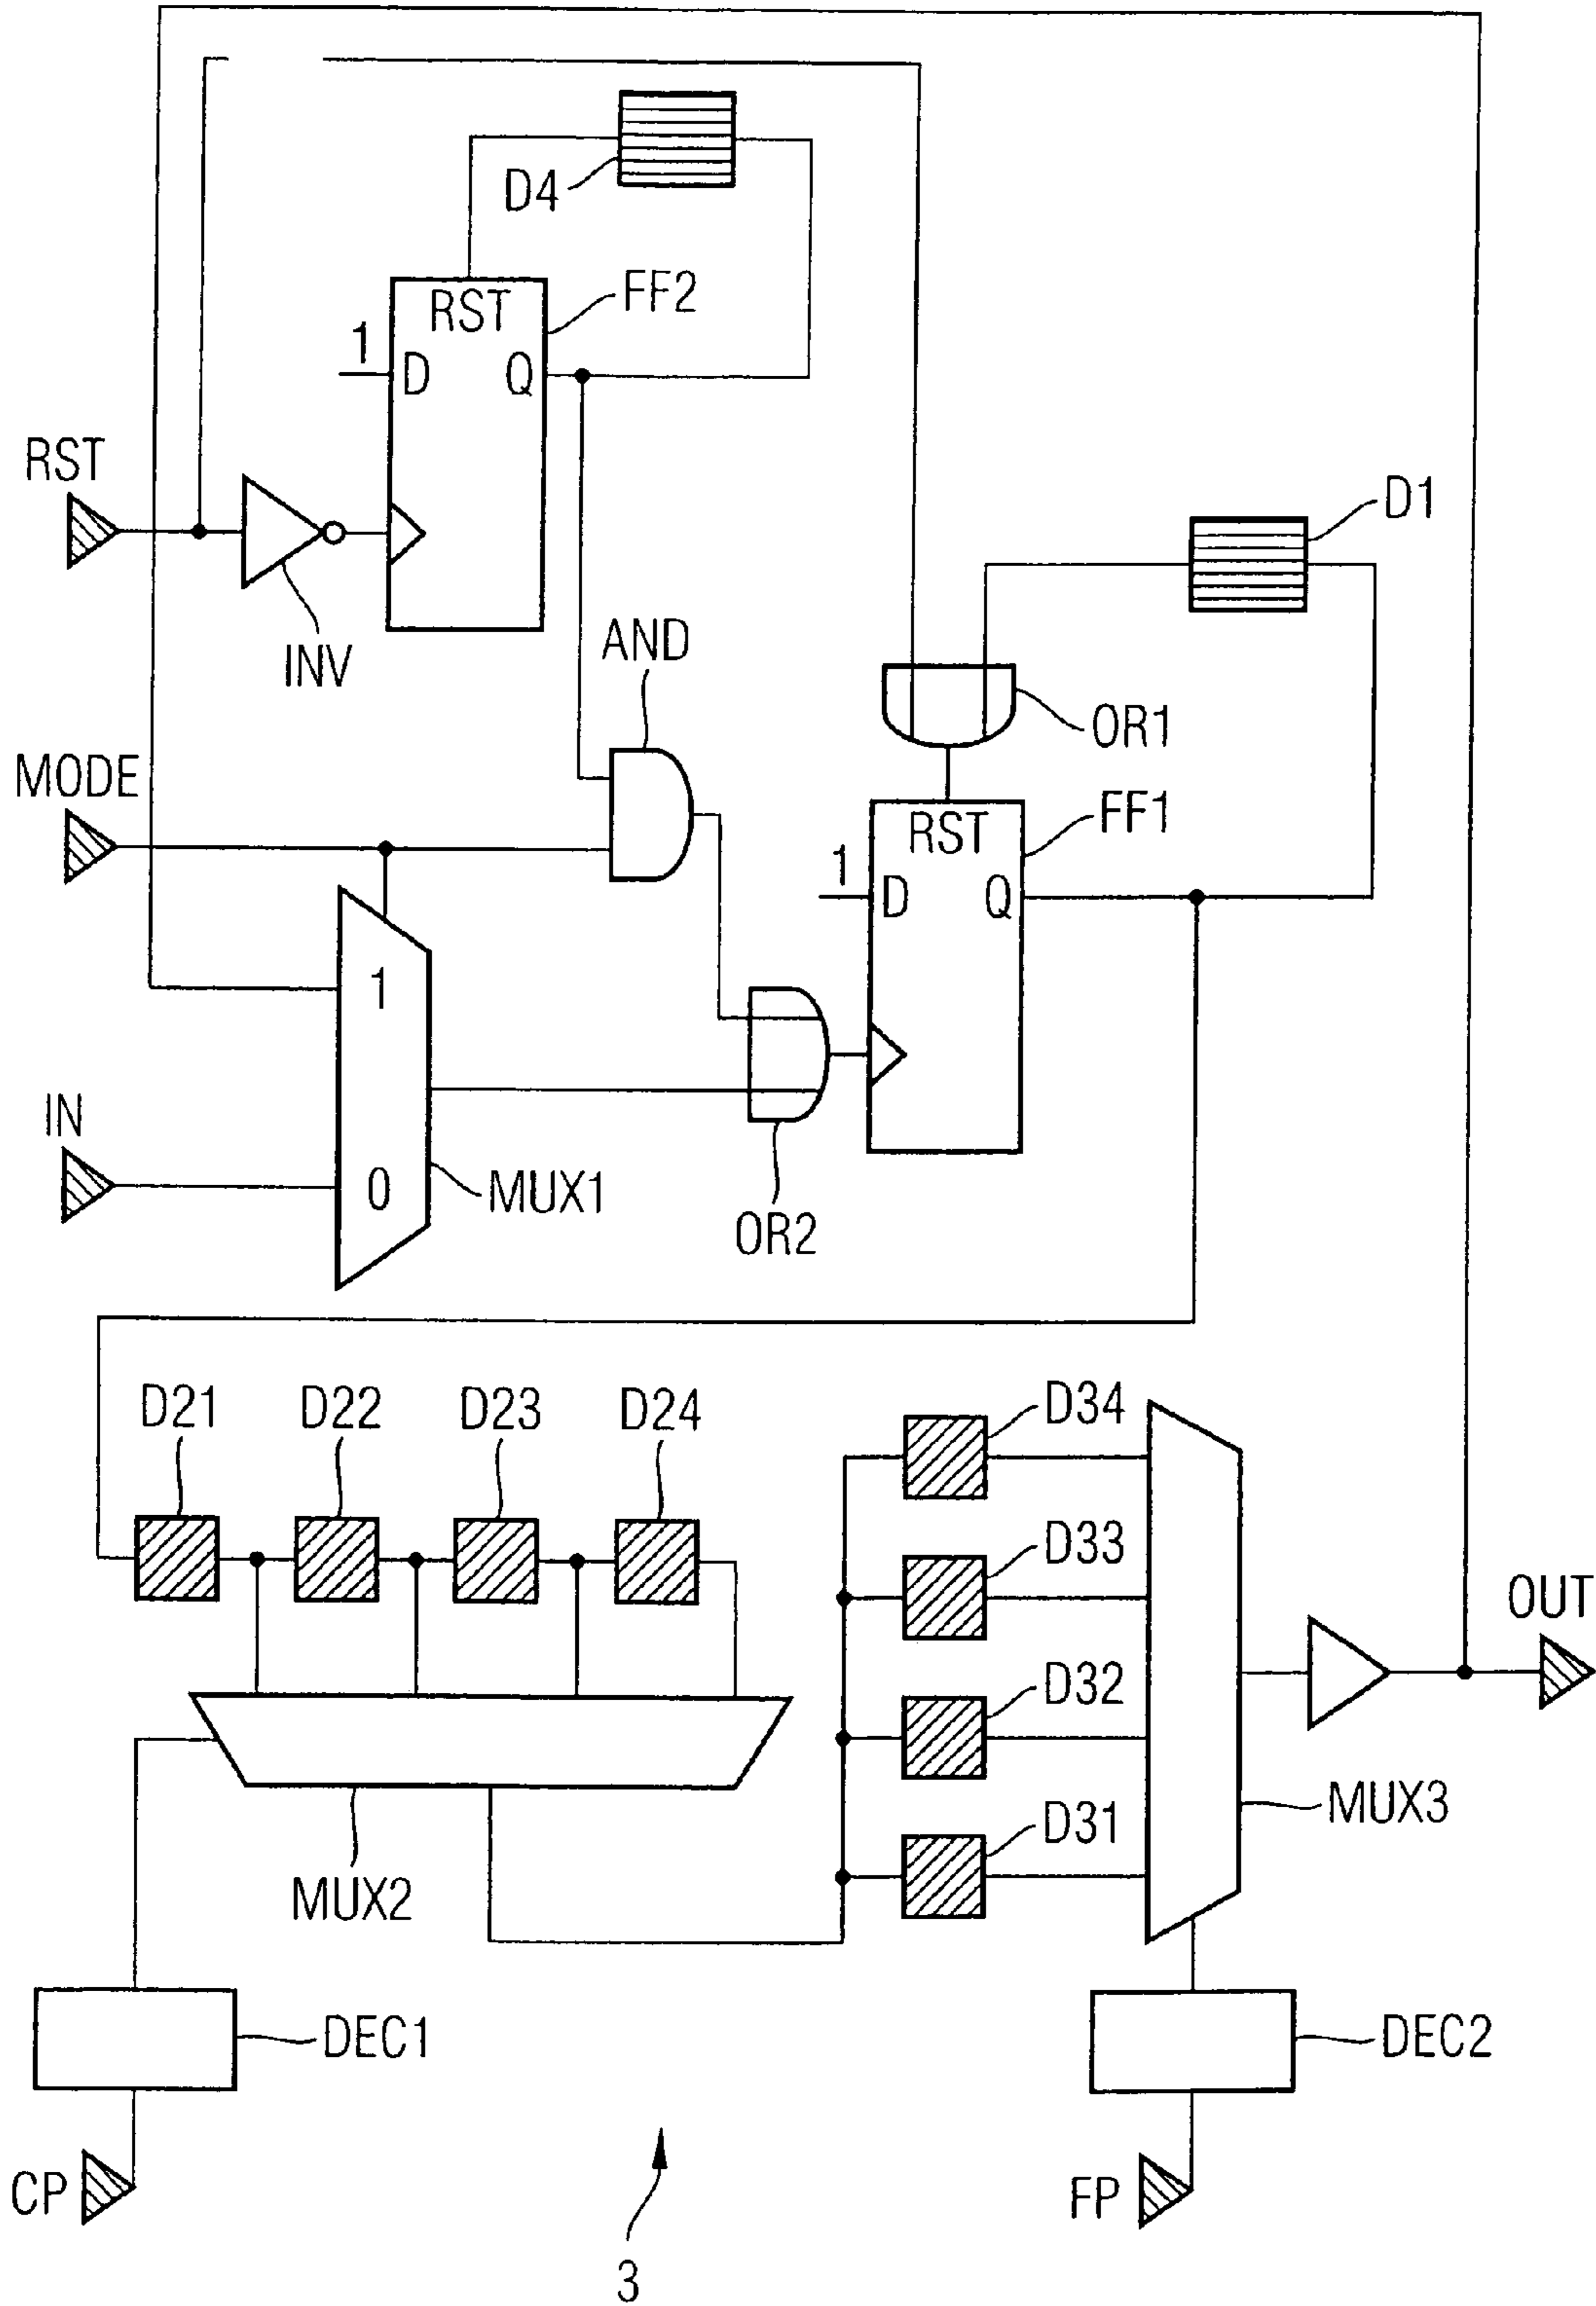 D4
RST
FF2
1
D
Q
RST
INV
D1
AND
OR1
MODE
RST
FF1
1
D
Q
1
IN
0
MUX1
OR2
D21
D22
D23
D24
D34
D33
OUT
D32
D31
MUX3
MUX2
DEC1
DEC2
CP
FP
3